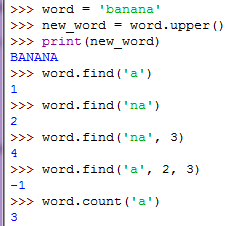 >>> word = 'banana'
>>> new_word = word.upper()
>>> print(new_word)
BANANA
>>> word.find('a')
1
>>> word.find('na')
2
>>> word.find('na', 3)
4
>>> word.find('a', 2, 3)
-1
>>> word.count('a')
3